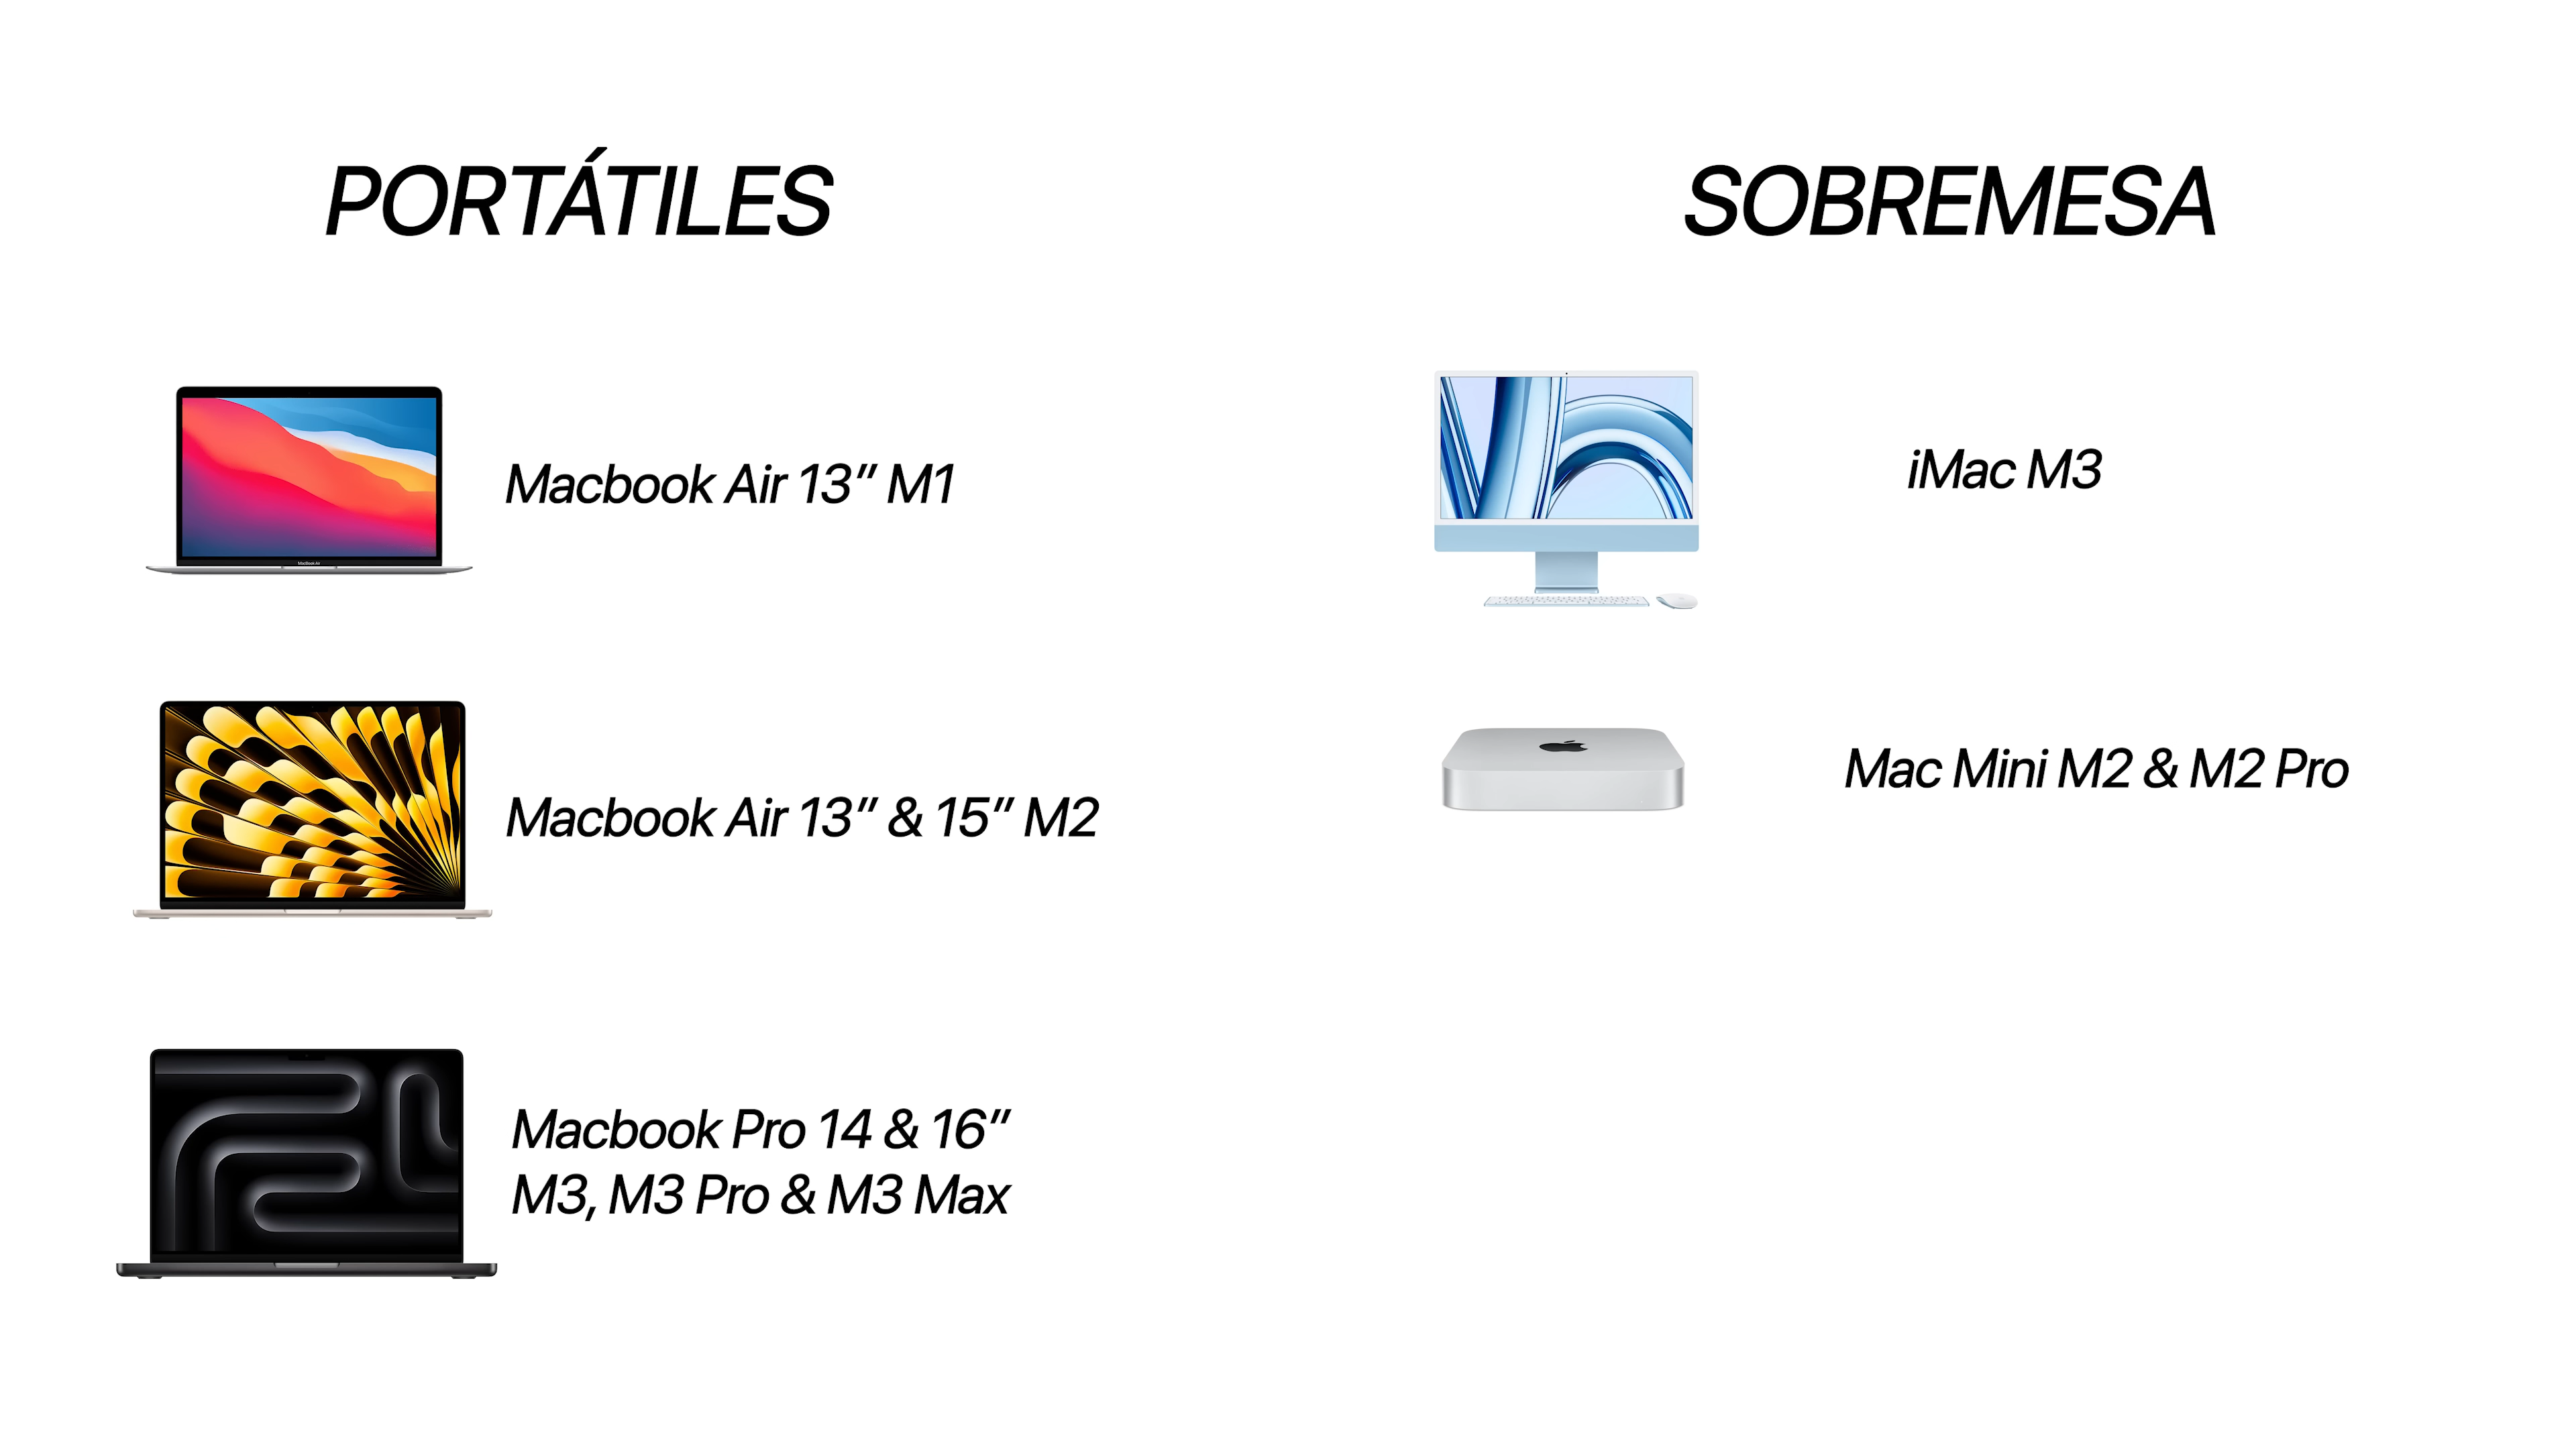 PORTÁTILES
Macbook Air 13” M1
Macbook Air 13” & 15” M2
Macbook Pro 14 & 16”
M3, M3 Pro & M3 Max
SOBREMESA
iMac M3
Mac Mini M2 & M2 Pro